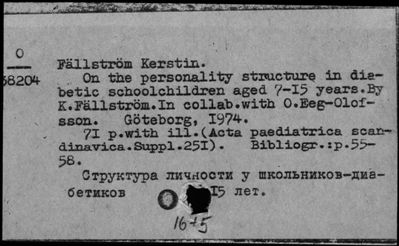 0
58204
Fällström Kerstin.
On the personality structure in dia-
betic schoolchildren aged 7-15 years.By
K.Fällström.In collab.with O.Eeg-Olof-
sson. Göteborg, 1974.
71 p.with ill.(Acta paediatrica scan-
dinavica.Suppl.251). Bibliogr.:p.55-
58.
Структура личности у школьников-диа-
бетиков 15 лет.
16-5